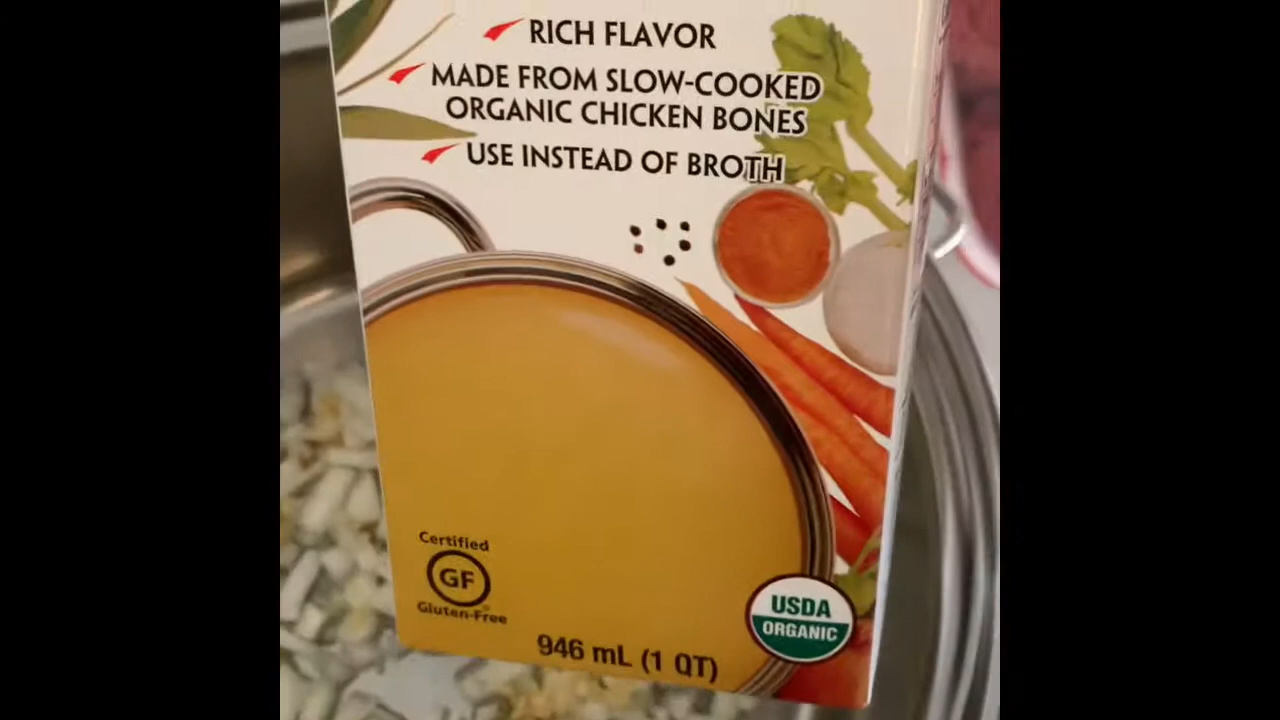 RICH FLAVOR
MADE FROM SLOW-COOKED
ORGANIC CHICKEN BONES
USE INSTEAD OF BROTH
Certified
GF
Gluten-Free
USDA
ORGANIC
946 mL (1 QT)